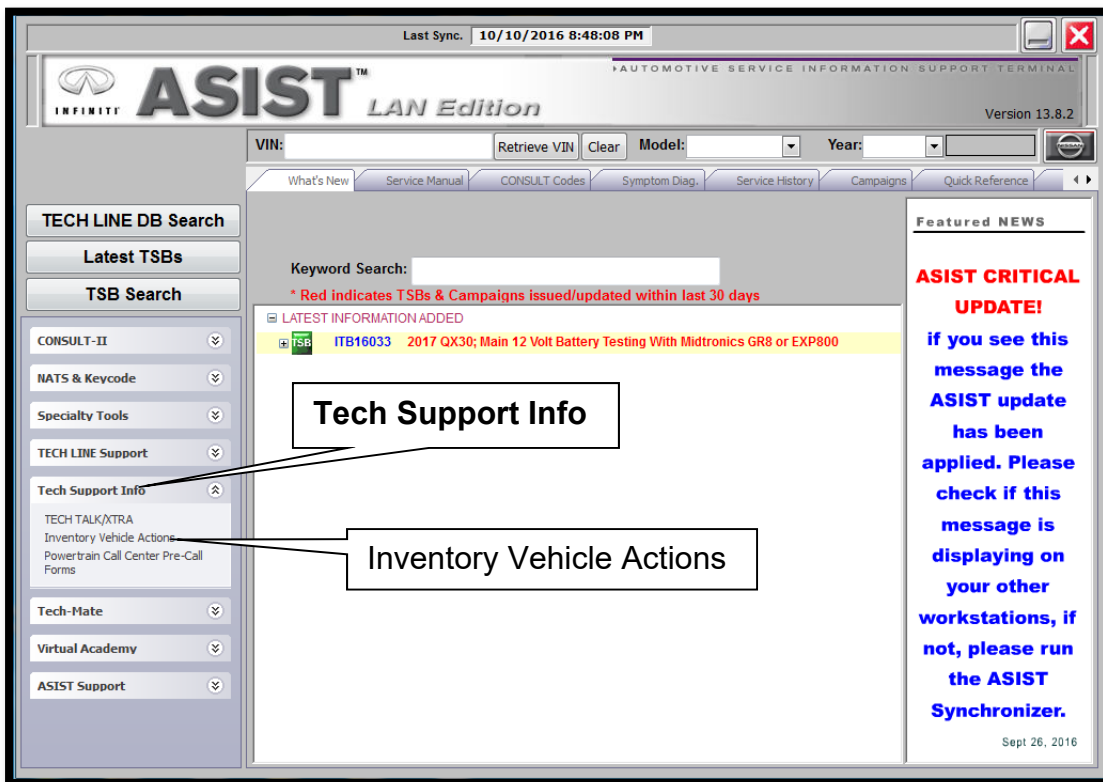 Last Sync. 10/10/2016 8:48:08 PM
INFINITI ASIST™ LAN Edition
AUTOMOTIVE SERVICE INFORMATION SUPPORT TERMINAL
Version 13.8.2
VIN: Retrieve VIN Clear Model: Year: NISSAN
What's New Service Manual CONSULT Codes Symptom Diag. Service History Campaigns Quick Reference
TECH LINE DB Search
Latest TSBs
TSB Search
CONSULT-II
NATS & Keycode
Specialty Tools
TECH LINE Support
Tech Support Info
TECH TALK/XTRA
Inventory Vehicle Actions
Powertrain Call Center Pre-Call
Forms
Tech-Mate
Virtual Academy
ASIST Support
Keyword Search:
* Red indicates TSBs & Campaigns issued/updated within last 30 days
LATEST INFORMATION ADDED
TSB ITB16033 2017 QX30; Main 12 Volt Battery Testing With Midtronics GR8 or EXP800
Tech Support Info
Inventory Vehicle Actions
Featured NEWS
ASIST CRITICAL
UPDATE!
if you see this
message the
ASIST update
has been
applied. Please
check if this
message is
displaying on
your other
workstations, if
not, please run
the ASIST
Synchronizer.
Sept 26, 2016